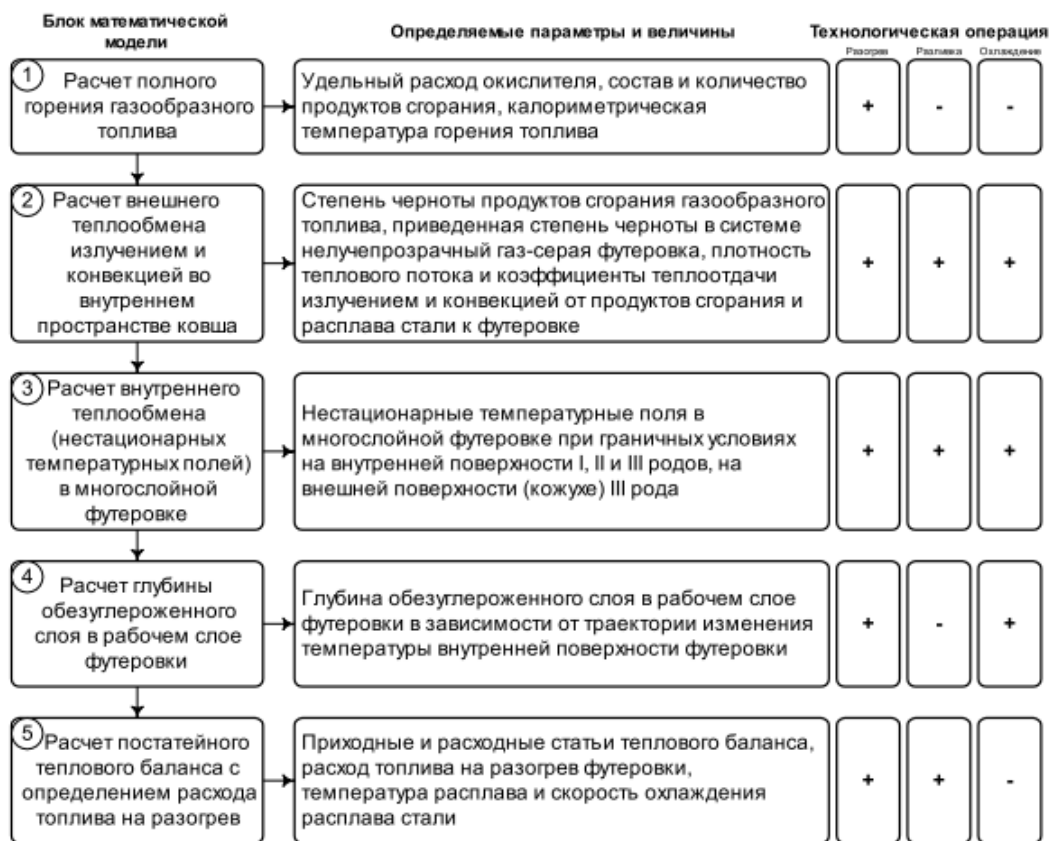 Блок математической
модели
Определяемые параметры и величины
Технологическая операция
Разогрев Разливка Охлаждение
1
Расчет полного
горения газообразного
топлива
Удельный расход окислителя, состав и количество
продуктов сгорания, калориметрическая
температура горения топлива
+ - -
2
Расчет внешнего
теплообмена
излучением и
конвекцией во
внутреннем
пространстве ковша
Степень черноты продуктов сгорания газообразного
топлива, приведенная степень черноты в системе
нелучепрозрачный газ-серая футеровка, плотность
теплового потока и коэффициенты теплоотдачи
излучением и конвекцией от продуктов сгорания и
расплава стали к футеровке
+ + +
3
Расчет внутреннего
теплообмена
(нестационарных
температурных полей)
в многослойной
футеровке
Нестационарные температурные поля в
многослойной футеровке при граничных условиях
на внутренней поверхности I, II и III родов, на
внешней поверхности (кожухе) III рода
+ + +
4
Расчет глубины
обезуглероженного
слоя в рабочем слое
футеровки
Глубина обезуглероженного слоя в рабочем слое
футеровки в зависимости от траектории изменения
температуры внутренней поверхности футеровки
+ - +
5
Расчет постатейного
теплового баланса с
определением расхода
топлива на разогрев
Приходные и расходные статьи теплового баланса,
расход топлива на разогрев футеровки,
температура расплава и скорость охлаждения
расплава стали
+ + -